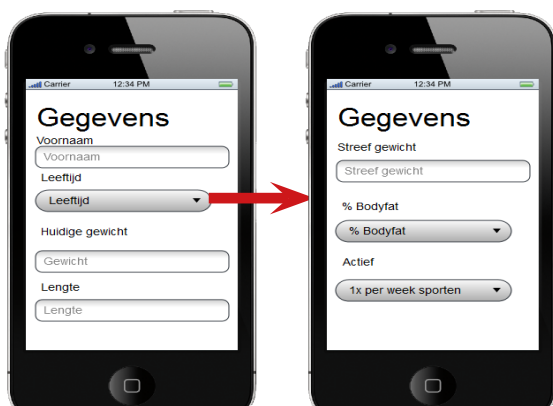 Carrier 12:34 PM
Gegevens
Voornaam
Voornaam
Leeftijd
Leeftijd
Huidige gewicht
Gewicht
Lengte
Lengte
Carrier 12:34 PM
Gegevens
Streef gewicht
Streef gewicht
% Bodyfat
% Bodyfat
Actief
1x per week sporten